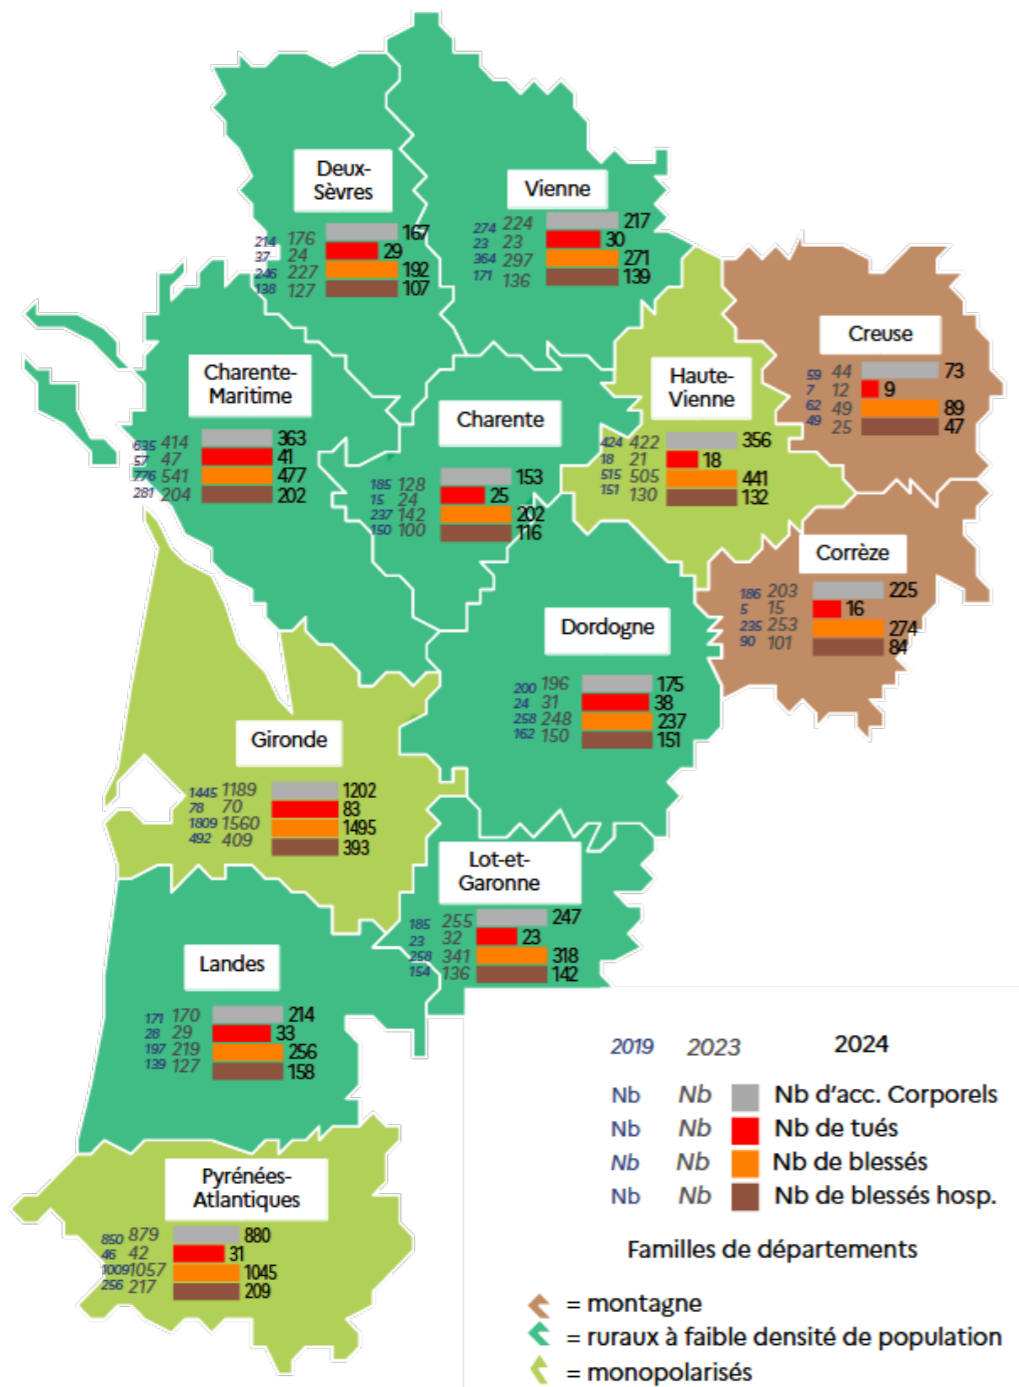 Deux-
Sèvres
214 176 167
37 24 29
246 227 192
138 127 107
Vienne
274 224 217
23 23 30
364 297 271
171 136 139
Creuse
59 44 73
7 12 9
62 49 89
49 25 47
Charente-
Maritime
635 414 363
57 47 41
776 541 477
281 204 202
Charente
185 128 153
15 24 25
237 142 202
150 100 116
Haute-
Vienne
424 422 356
18 21 18
515 505 441
151 130 132
Corrèze
186 203 225
5 15 16
235 253 274
90 101 84
Dordogne
200 196 175
24 31 38
258 248 237
162 150 151
Gironde
1445 1189 1202
78 70 83
1809 1560 1495
492 409 393
Lot-et-
Garonne
185 255 247
23 32 23
258 341 318
154 136 142
Landes
171 170 214
28 29 33
197 219 256
139 127 158
Pyrénées-
Atlantiques
850 879 880
46 42 31
1009 1057 1045
256 217 209
2019 2023 2024
Nb Nb Nb d'acc. Corporels
Nb Nb Nb de tués
Nb Nb Nb de blessés
Nb Nb Nb de blessés hosp.
Familles de départements
= montagne
= ruraux à faible densité de population
= monopolarisés